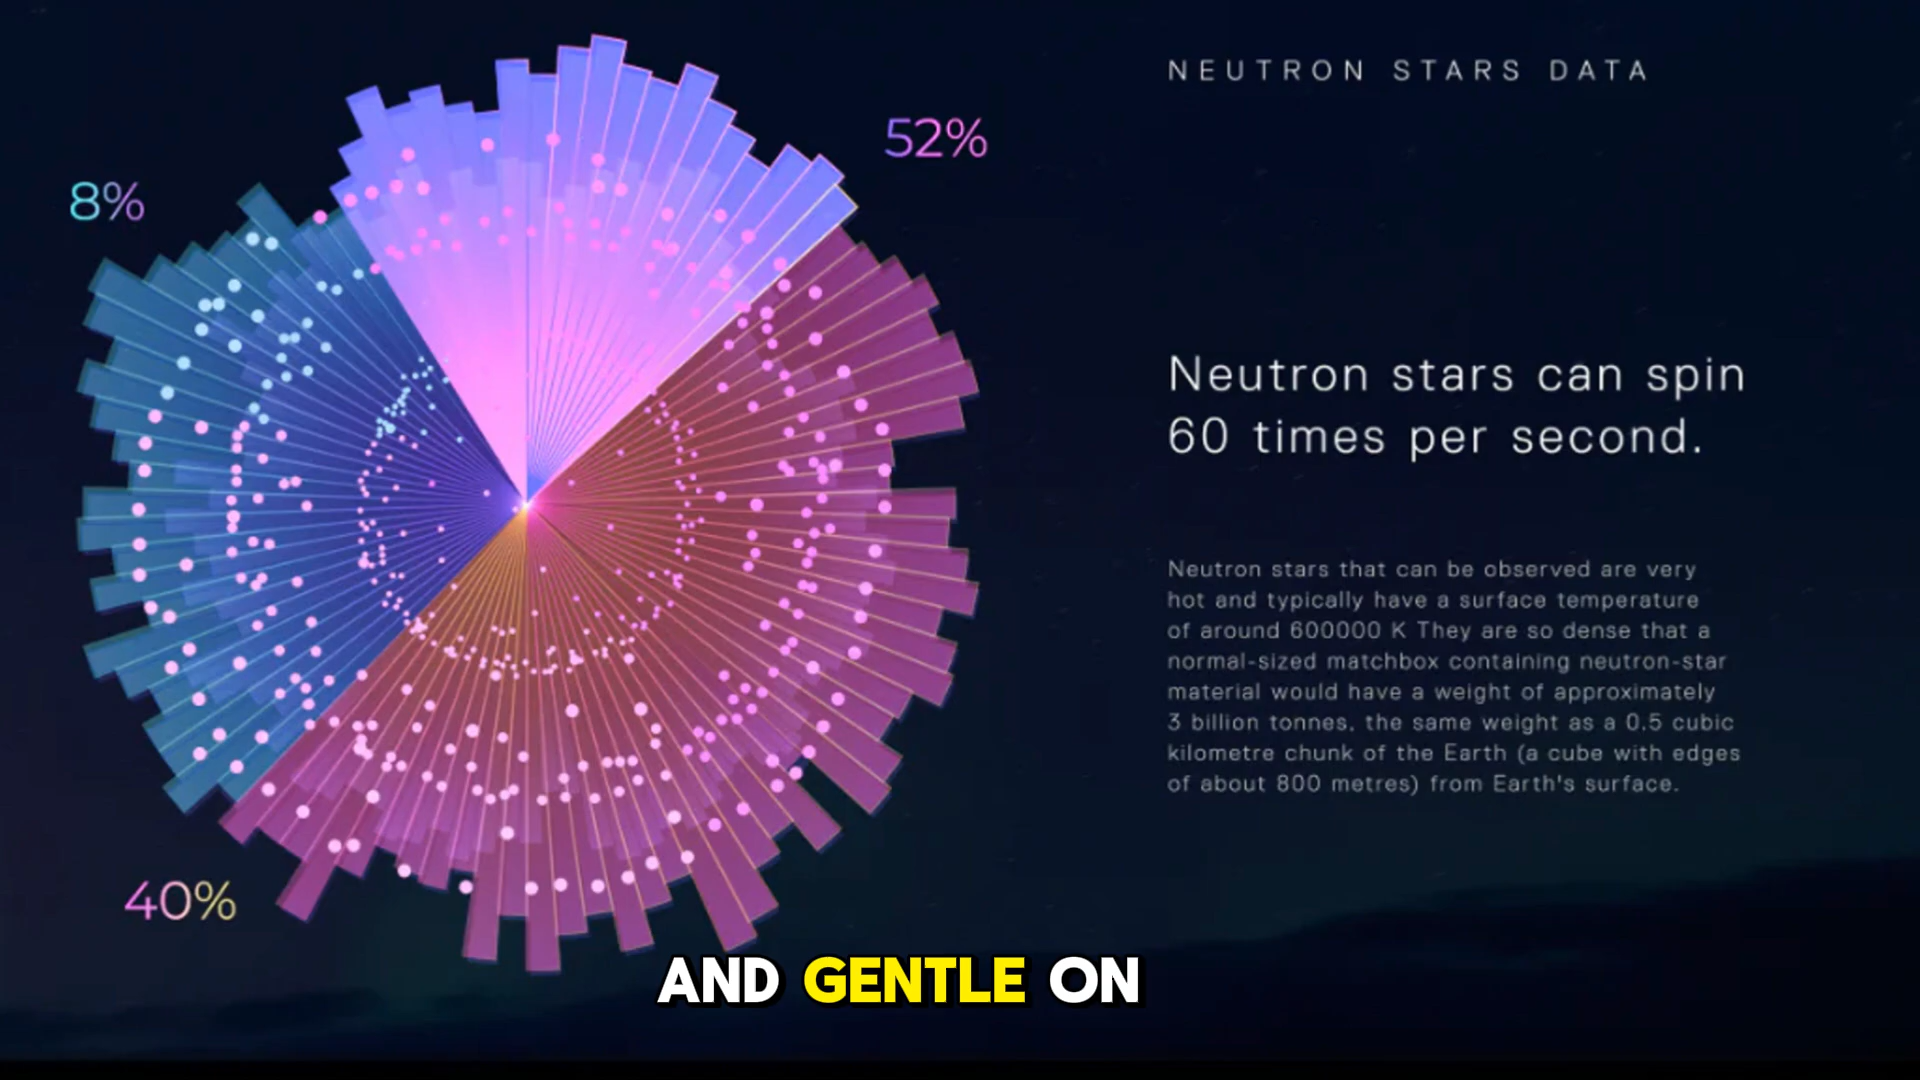 NEUTRON STARS DATA
52%
8%
40%
Neutron stars can spin
60 times per second.
Neutron stars that can be observed are very
hot and typically have a surface temperature
of around 600000 K They are so dense that a
normal-sized matchbox containing neutron-star
material would have a weight of approximately
3 billion tonnes, the same weight as a 0.5 cubic
kilometre chunk of the Earth (a cube with edges
of about 800 metres) from Earth's surface.
AND GENTLE ON